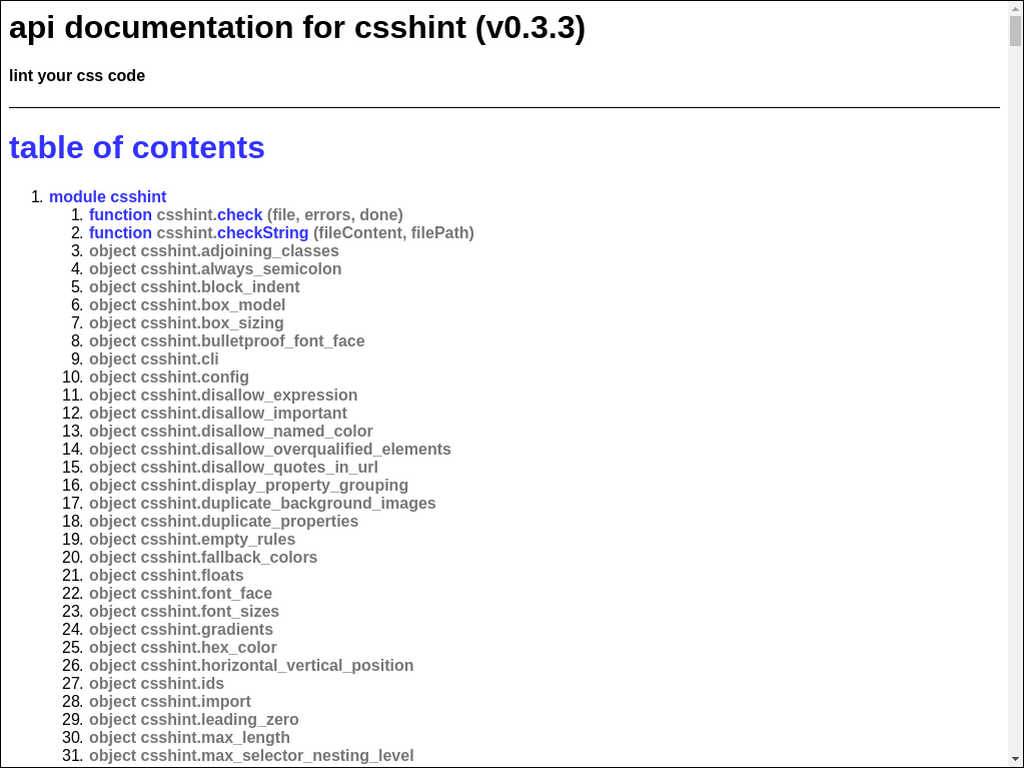 api documentation for csshint (v0.3.3)
lint your css code
table of contents
1. module csshint
1. function csshint.check (file, errors, done)
2. function csshint.checkString (fileContent, filePath)
3. object csshint.adjoining_classes
4. object csshint.always_semicolon
5. object csshint.block_indent
6. object csshint.box_model
7. object csshint.box_sizing
8. object csshint.bulletproof_font_face
9. object csshint.cli
10. object csshint.config
11. object csshint.disallow_expression
12. object csshint.disallow_important
13. object csshint.disallow_named_color
14. object csshint.disallow_overqualified_elements
15. object csshint.disallow_quotes_in_url
16. object csshint.display_property_grouping
17. object csshint.duplicate_background_images
18. object csshint.duplicate_properties
19. object csshint.empty_rules
20. object csshint.fallback_colors
21. object csshint.floats
22. object csshint.font_face
23. object csshint.font_sizes
24. object csshint.gradients
25. object csshint.hex_color
26. object csshint.horizontal_vertical_position
27. object csshint.ids
28. object csshint.import
29. object csshint.leading_zero
30. object csshint.max_length
31. object csshint.max_selector_nesting_level